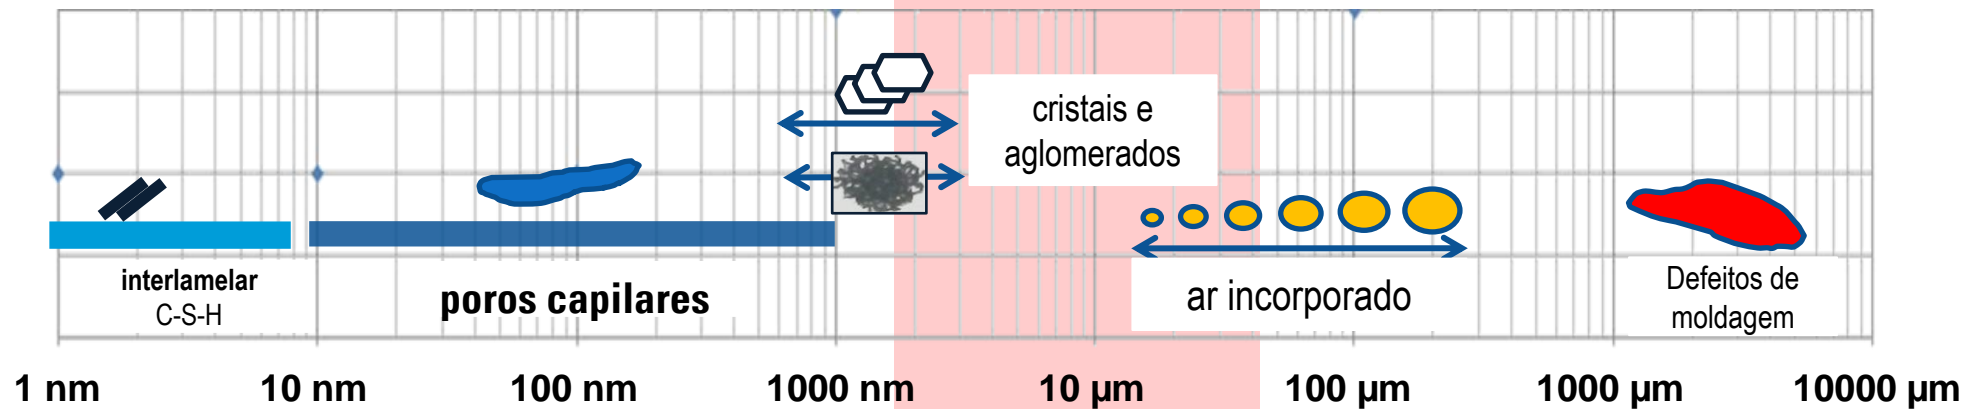 cristais e
aglomerados
interlamelar
C-S-H
poros capilares
ar incorporado
Defeitos de
moldagem
1 nm
10 nm
100 nm
1000 nm
10 µm
100 µm
1000 µm
10000 µm